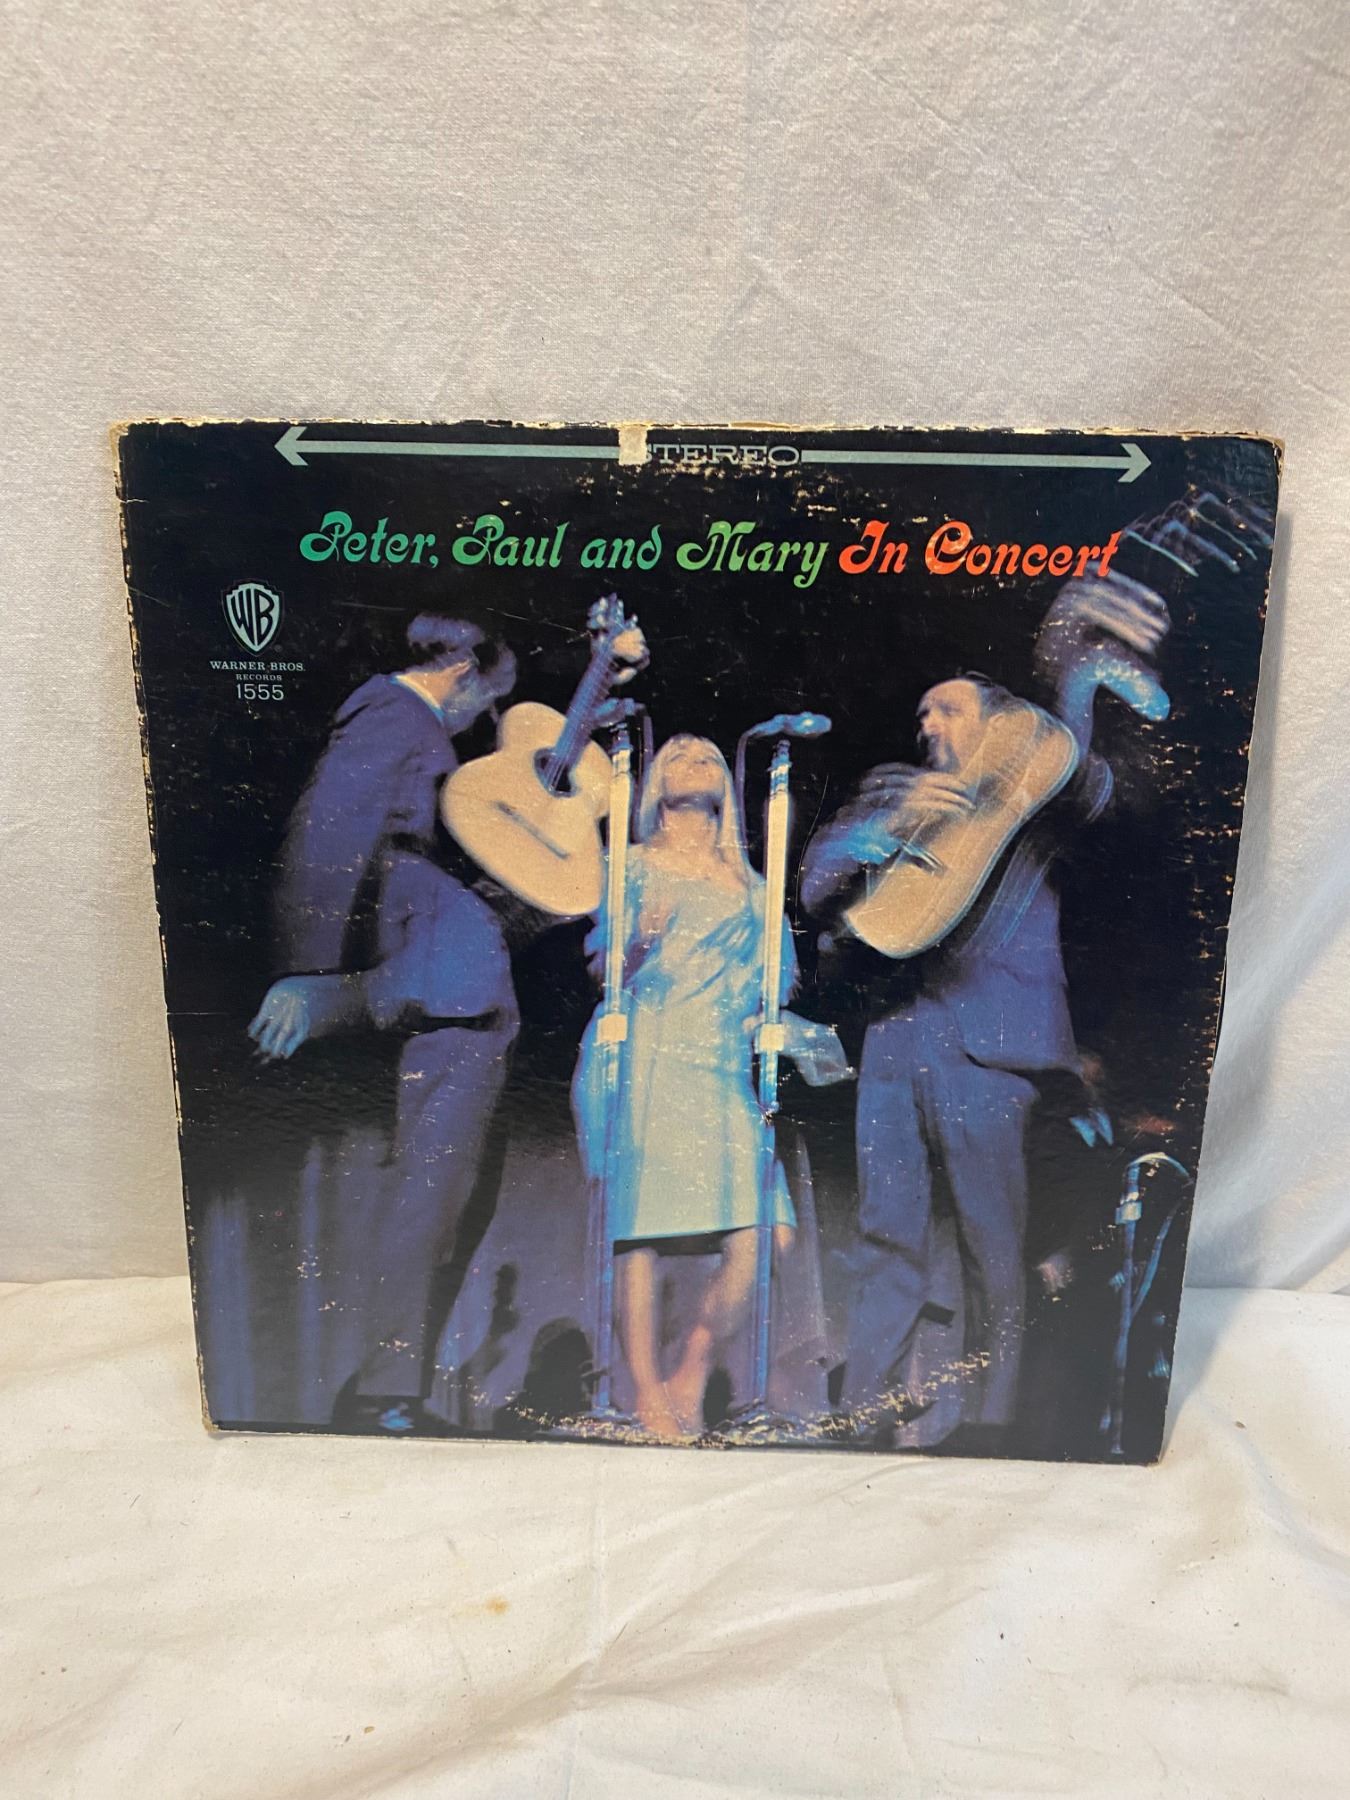 STEREO
Peter, Paul and Mary In Concert
WB
WARNER BROS.
RECORDS
1555